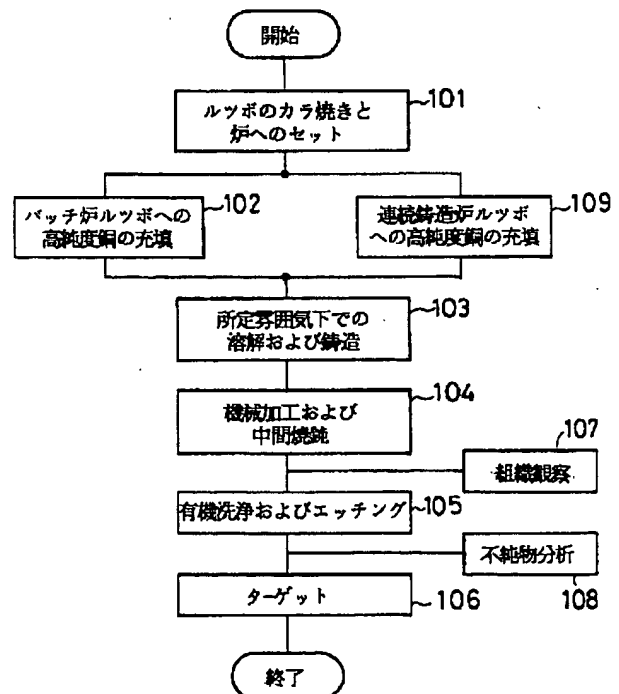 開始
ルツボのカラ焼きと
炉へのセット
101
バッチ炉ルツボへの
高純度銅の充填
102
連続鋳造炉ルツボ
への高純度銅の充填
109
所定雰囲気下での
溶解および鋳造
103
機械加工および
中間焼鈍
104
107
組織観察
有機洗浄およびエッチング
105
不純物分析
108
ターゲット
106
終了